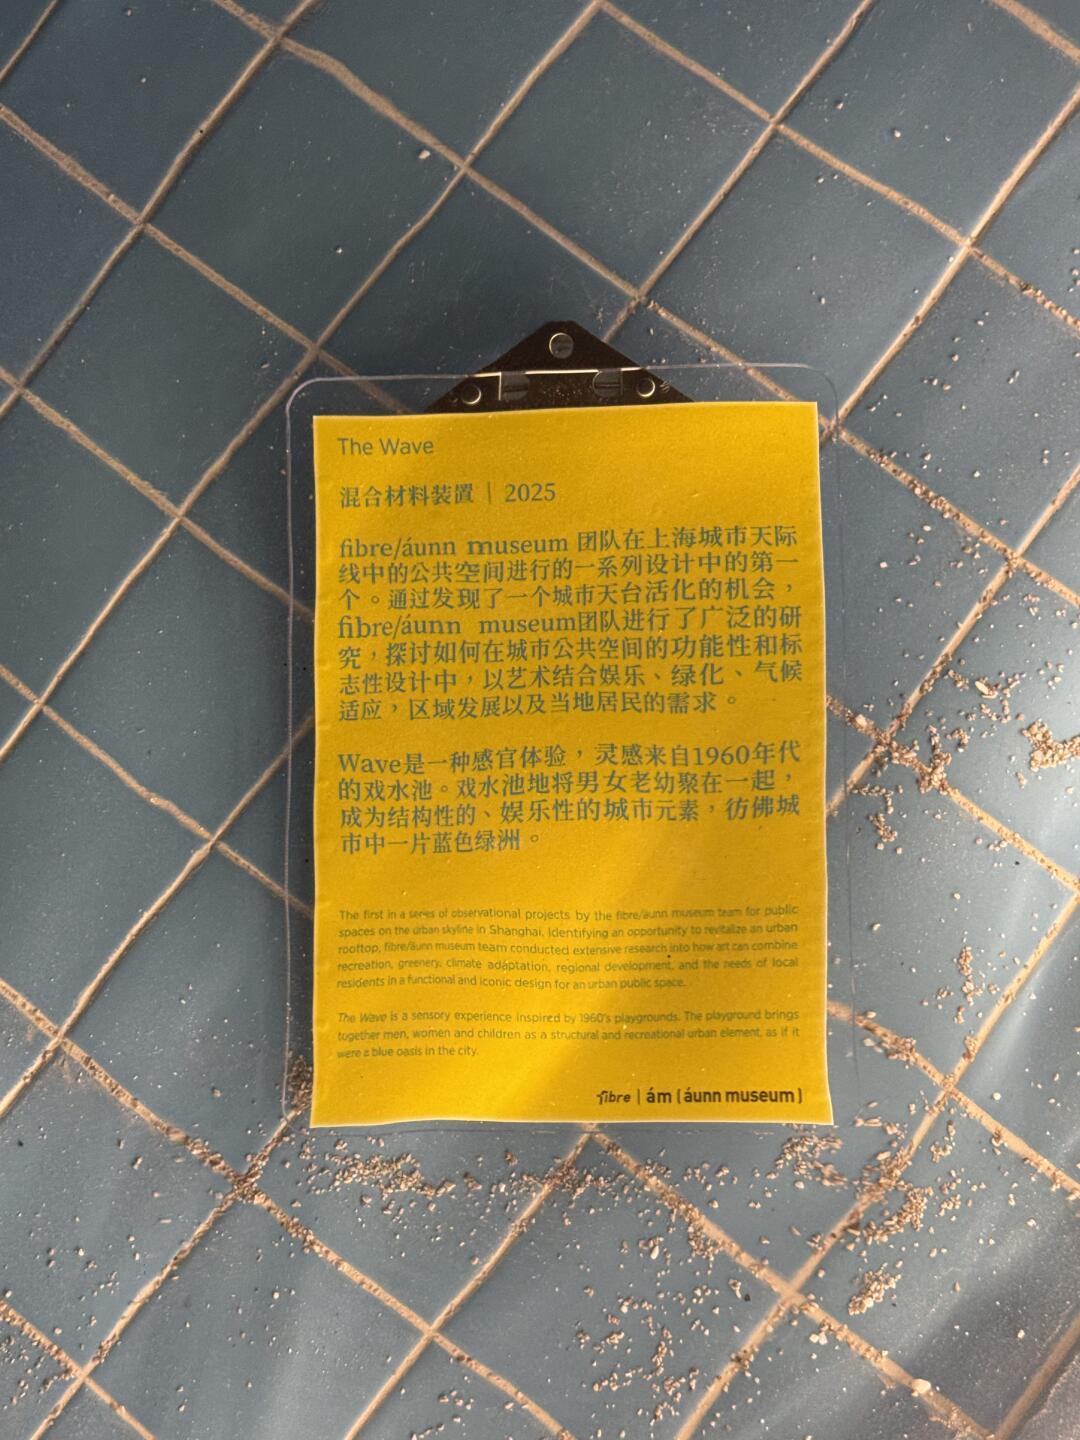 The Wave
混合材料装置 | 2025
fibre/áunn museum 团队在上海城市天际
线中的公共空间进行的一系列设计中的第一
个。通过发现了一个城市天台活化的机会，
fibre/áunn museum团队进行了广泛的研
究，探讨如何在城市公共空间的功能性和标
志性设计中，以艺术结合娱乐、绿化、气候
适应，区域发展以及当地居民的需求。
Wave是一种感官体验，灵感来自1960年代
的戏水池。戏水池地将男女老幼聚在一起，
成为结构性的、娱乐性的城市元素，彷佛城
市中一片蓝色绿洲。
The first in a series of observational projects by the fibre/áunn museum team for public
spaces on the urban skyline in Shanghai. Identifying an opportunity to revitalize an urban
rooftop, fibre/áunn museum team conducted extensive research into how art can combine
recreation, greenery, climate adaptation, regional development, and the needs of local
residents in a functional and iconic design for an urban public space.
The Wave is a sensory experience inspired by 1960's playgrounds. The playground brings
together men, women and children as a structural and recreational urban element, as if it
were a blue oasis in the city.
fibre | ám [áunn museum]